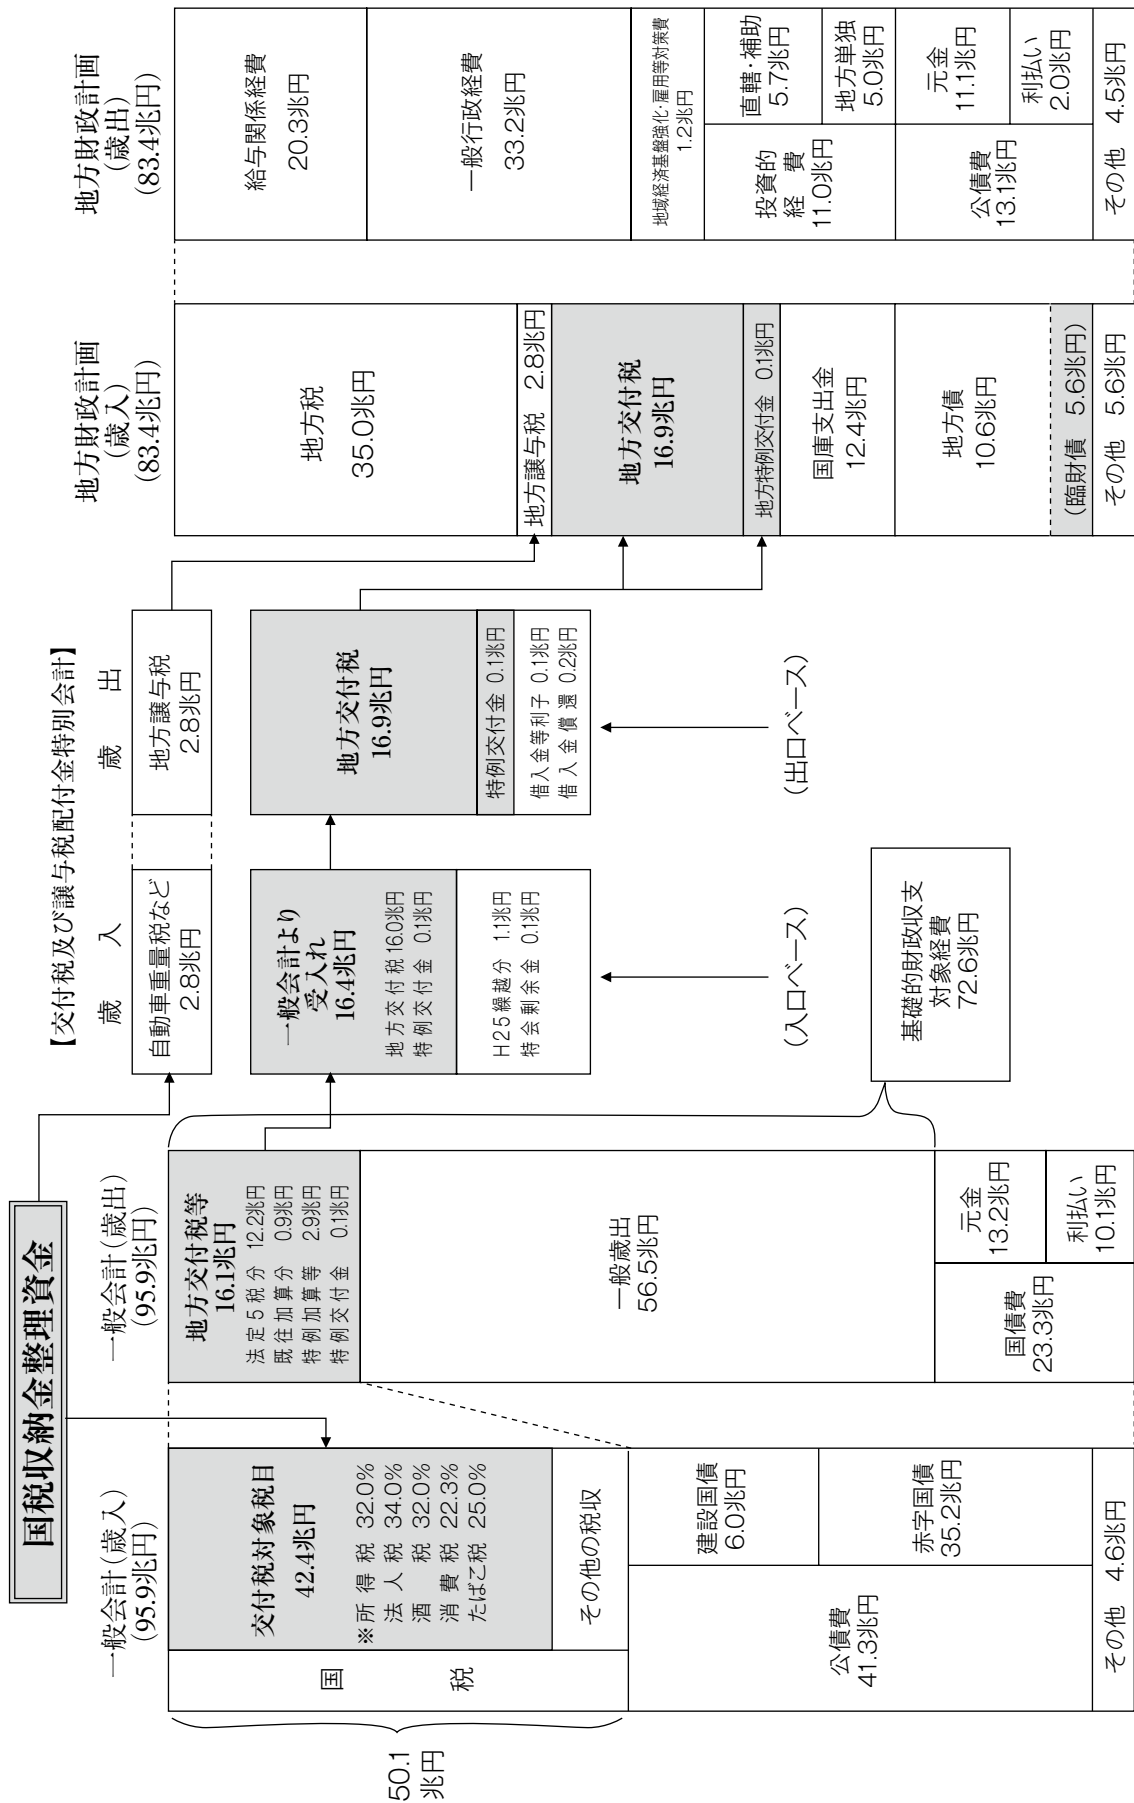 国税収納金整理資金
一般会計(歳入)
(95.9兆円)
50.1
兆円
国税
交付税対象税目
42.4兆円
※所得税 32.0%
法人税 34.0%
酒税 32.0%
消費税 22.3%
たばこ税 25.0%
その他の税収
公債費
41.3兆円
建設国債
6.0兆円
赤字国債
35.2兆円
その他 4.6兆円
一般会計(歳出)
(95.9兆円)
地方交付税等
16.1兆円
法定5税分 12.2兆円
既往加算分 0.9兆円
特例加算等 2.9兆円
特例交付金 0.1兆円
一般歳出
56.5兆円
国債費
23.3兆円
元金
13.2兆円
利払い
10.1兆円
基礎的財政収支
対象経費
72.6兆円
【交付税及び譲与税配付金特別会計】
歳入
自動車重量税など
2.8兆円
一般会計より
受入れ
16.4兆円
地方交付税 16.0兆円
特例交付金 0.1兆円
H25繰越分 1.1兆円
特会剰余金 0.1兆円
(入口ベース)
歳出
地方譲与税
2.8兆円
地方交付税
16.9兆円
特例交付金 0.1兆円
借入金等利子 0.1兆円
借入金償還 0.2兆円
(出口ベース)
地方財政計画
(歳入)
(83.4兆円)
地方税
35.0兆円
地方譲与税 2.8兆円
地方交付税
16.9兆円
地方特例交付金 0.1兆円
国庫支出金
12.4兆円
地方債
10.6兆円
(臨財債 5.6兆円)
その他 5.6兆円
地方財政計画
(歳出)
(83.4兆円)
給与関係経費
20.3兆円
一般行政経費
33.2兆円
地域経済基盤強化・雇用等対策費
1.2兆円
投資的
経費
11.0兆円
直轄・補助
5.7兆円
地方単独
5.0兆円
公債費
13.1兆円
元金
11.1兆円
利払い
2.0兆円
その他 4.5兆円